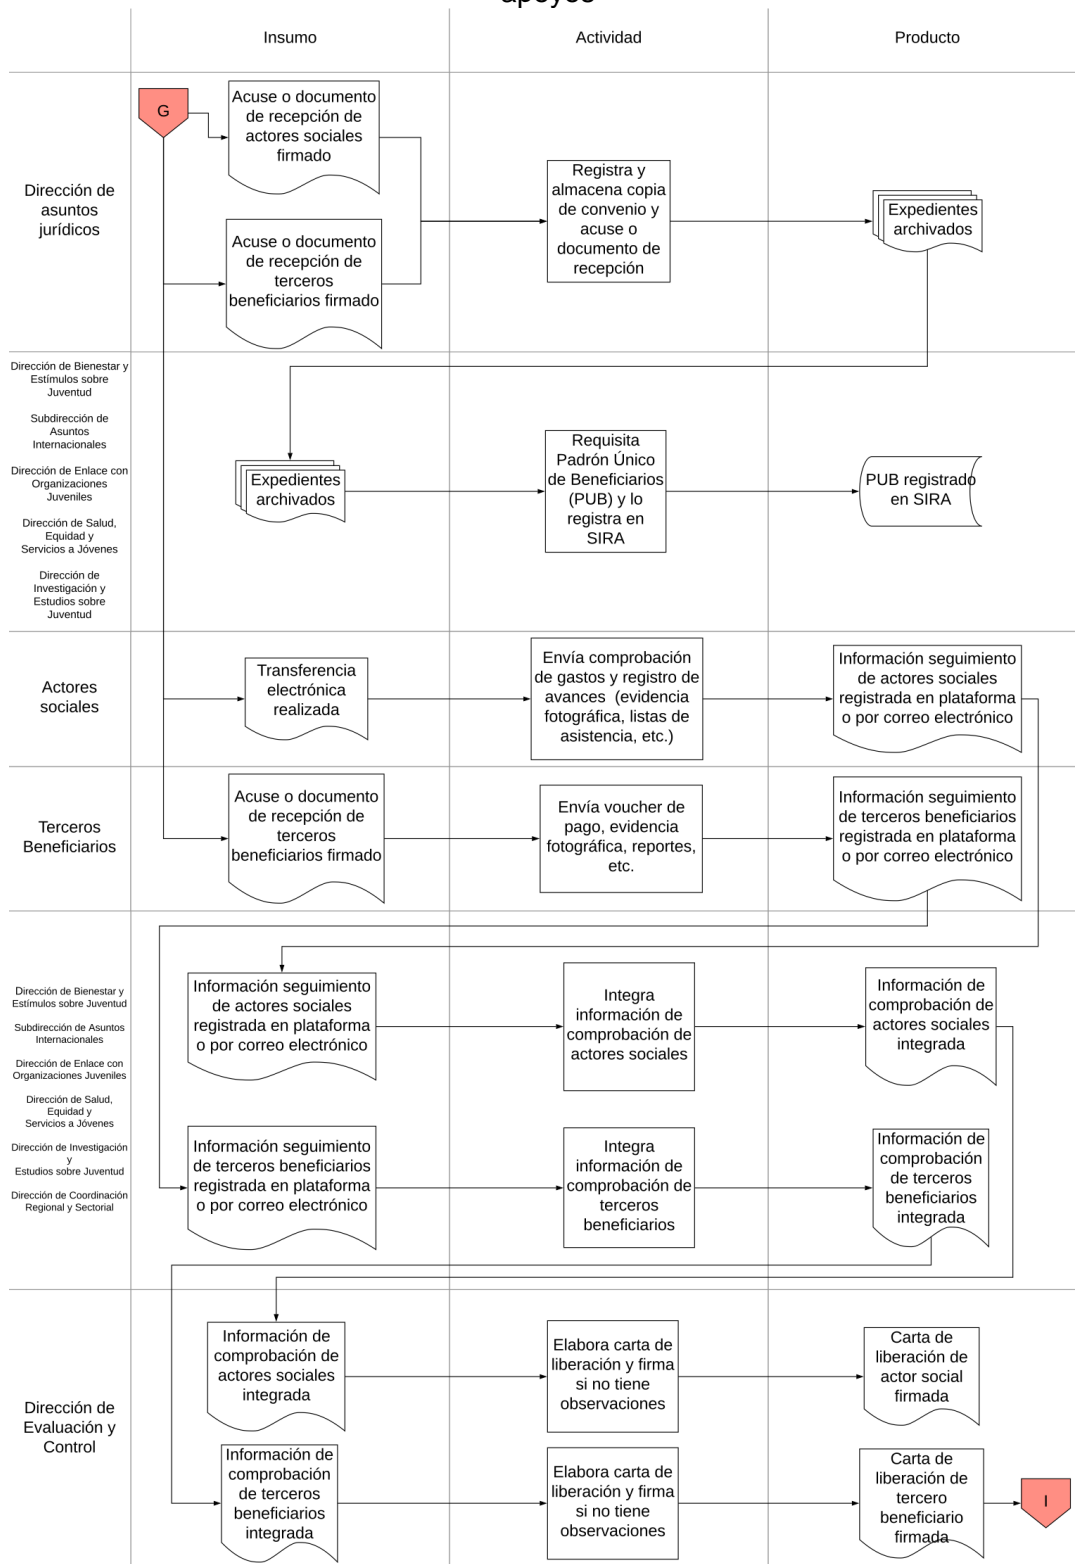 apoyos
Insumo
Actividad
Producto
Dirección de
asuntos
jurídicos
G
Acuse o documento
de recepción de
actores sociales
firmado
Acuse o documento
de recepción de
terceros
beneficiarios firmado
Registra y
almacena copia
de convenio y
acuse o
documento de
recepción
Expedientes
archivados
Dirección de Bienestar y
Estímulos sobre
Juventud
Subdirección de
Asuntos
Internacionales
Dirección de Enlace con
Organizaciones
Juveniles
Dirección de Salud,
Equidad y
Servicios a Jóvenes
Dirección de
Investigación y
Estudios sobre
Juventud
Expedientes
archivados
Requisita
Padrón Único
de Beneficiarios
(PUB) y lo
registra en
SIRA
PUB registrado
en SIRA
Actores
sociales
Transferencia
electrónica
realizada
Envía comprobación
de gastos y registro de
avances (evidencia
fotográfica, listas de
asistencia, etc.)
Información seguimiento
de actores sociales
registrada en plataforma
o por correo electrónico
Terceros
Beneficiarios
Acuse o documento
de recepción de
terceros
beneficiarios firmado
Envía voucher de
pago, evidencia
fotográfica, reportes,
etc.
Información seguimiento
de terceros beneficiarios
registrada en plataforma
o por correo electrónico
Dirección de Bienestar y
Estímulos sobre Juventud
Subdirección de Asuntos
Internacionales
Dirección de Enlace con
Organizaciones Juveniles
Dirección de Salud,
Equidad y
Servicios a Jóvenes
Dirección de Investigación
y
Estudios sobre Juventud
Dirección de Coordinación
Regional y Sectorial
Información seguimiento
de actores sociales
registrada en plataforma
o por correo electrónico
Integra
información de
comprobación de
actores sociales
Información de
comprobación de
actores sociales
integrada
Información seguimiento
de terceros beneficiarios
registrada en plataforma
o por correo electrónico
Integra
información de
comprobación de
terceros
beneficiarios
Información de
comprobación
de terceros
beneficiarios
integrada
Dirección de
Evaluación y
Control
Información de
comprobación de
actores sociales
integrada
Elabora carta de
liberación y firma
si no tiene
observaciones
Carta de
liberación de
actor social
firmada
Información de
comprobación
de terceros
beneficiarios
integrada
Elabora carta de
liberación y firma
si no tiene
observaciones
Carta de
liberación de
tercero
beneficiario
firmada
I